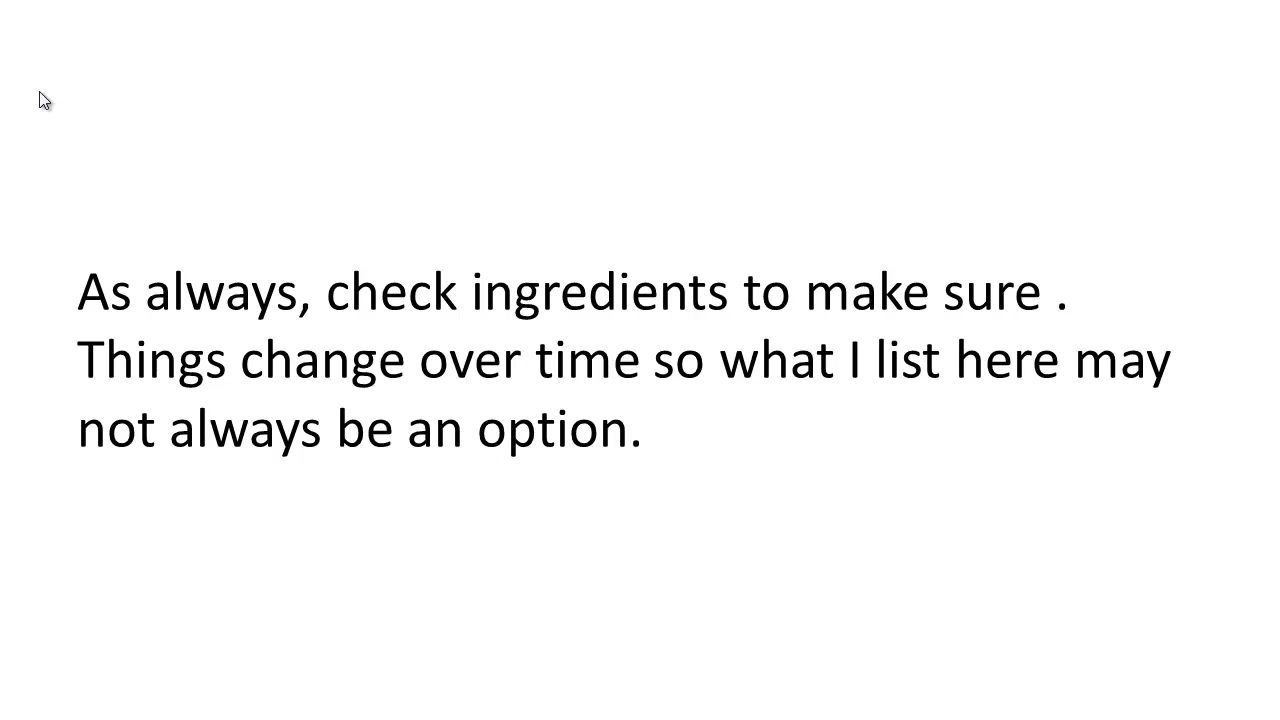 As always, check ingredients to make sure .
Things change over time so what I list here may
not always be an option.